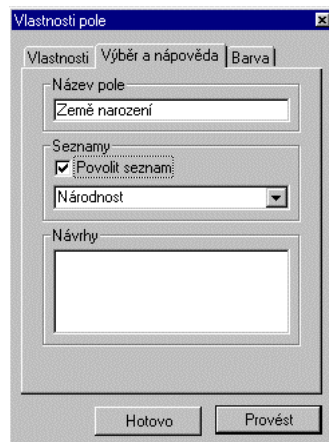 Vlastnosti pole
Vlastnosti Výběr a nápověda Barva
Název pole
Země narození
Seznamy
Povolit seznam
Národnost
Návrhy
Hotovo Provést